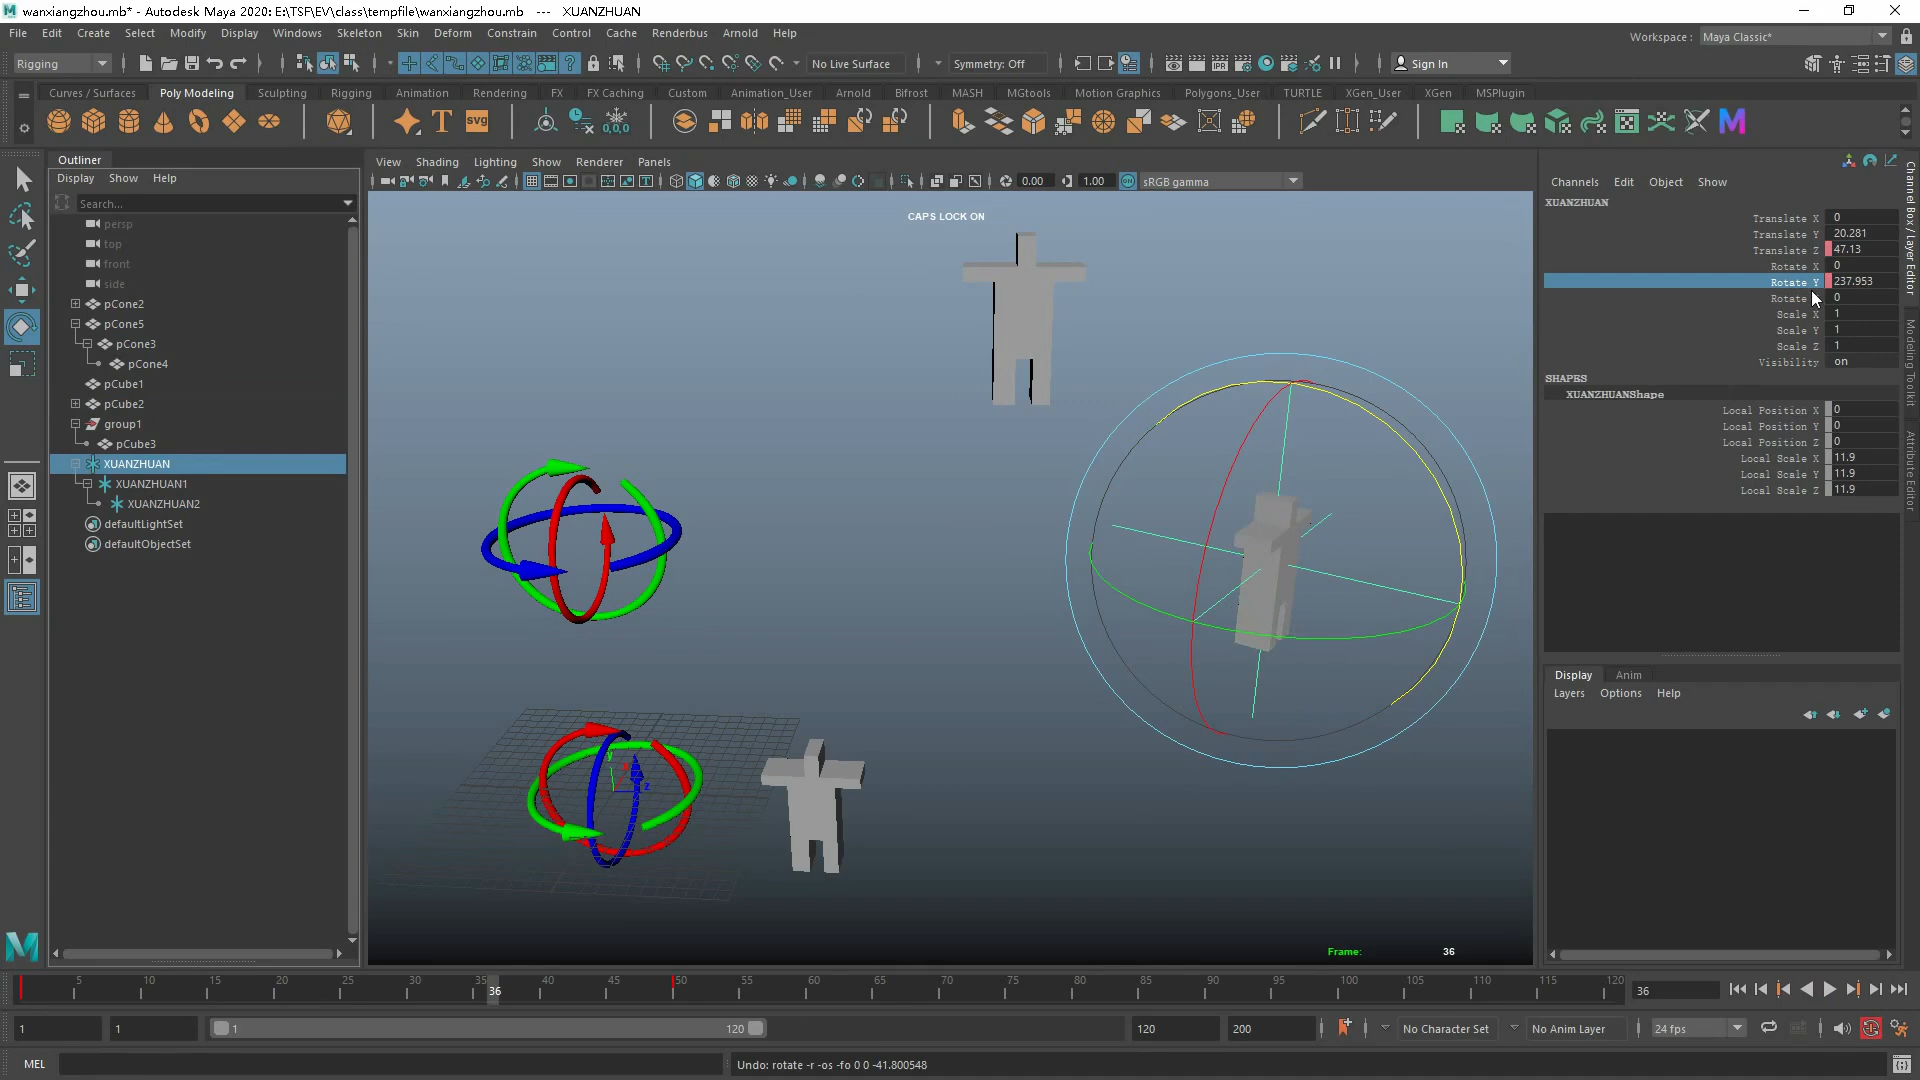 wanxiangzhou.mb* - Autodesk Maya 2020: E:\TSF\EV\class\tempfile\wanxiangzhou.mb --- XUANZHUAN
File Edit Create Select Modify Display Windows Skeleton Skin Deform Constrain Control Cache Renderbus Arnold Help
Workspace : Maya Classic*
Rigging
No Live Surface
Symmetry: Off
Sign In
Curves / Surfaces Poly Modeling Sculpting Rigging Animation Rendering FX FX Caching Custom Animation_User Arnold Bifrost MASH MGtools Motion Graphics Polygons_User TURTLE XGen_User XGen MSPlugin
Outliner
Display Show Help
Search...
persp
top
front
side
pCone2
pCone5
pCone3
pCone4
pCube1
pCube2
group1
pCube3
XUANZHUAN
XUANZHUAN1
XUANZHUAN2
defaultLightSet
defaultObjectSet
View Shading Lighting Show Renderer Panels
0.00 1.00 sRGB gamma
CAPS LOCK ON
Frame: 36
Channels Edit Object Show
XUANZHUAN
Translate X 0
Translate Y 20.281
Translate Z 47.13
Rotate X 0
Rotate Y 237.953
Rotate 0
Scale X 1
Scale Y 1
Scale Z 1
Visibility on
SHAPES
XUANZHUANShape
Local Position X 0
Local Position Y 0
Local Position Z 0
Local Scale X 11.9
Local Scale Y 11.9
Local Scale Z 11.9
Channel Box / Layer Editor
Modeling Toolkit
Attribute Editor
Display Anim
Layers Options Help
5 10 15 20 25 30 35 40 45 50 55 60 65 70 75 80 85 90 95 100 105 110 115 120
36
36
1 1 1 120 120 200
No Character Set
No Anim Layer
24 fps
MEL
Undo: rotate -r -os -fo 0 0 -41.800548